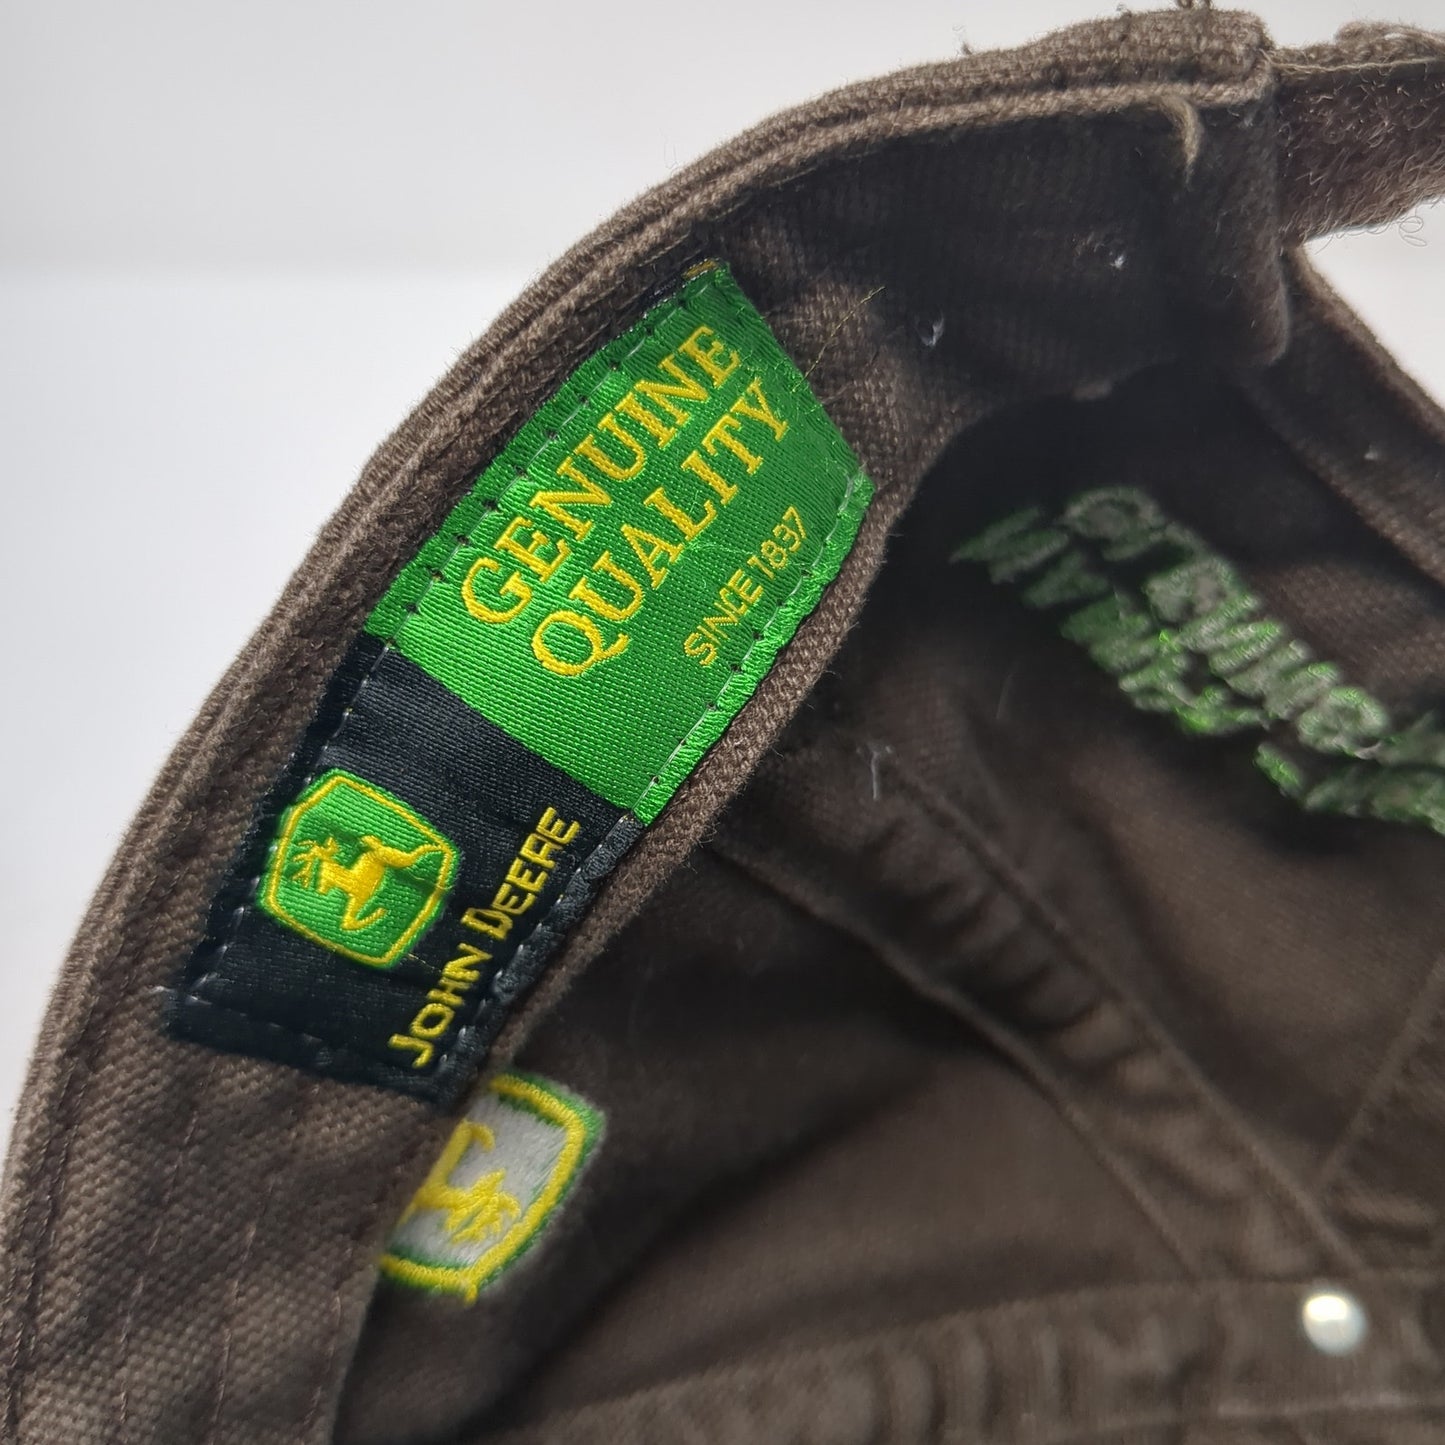 GENUINE
QUALITY
SINCE 1837
JOHN DEERE